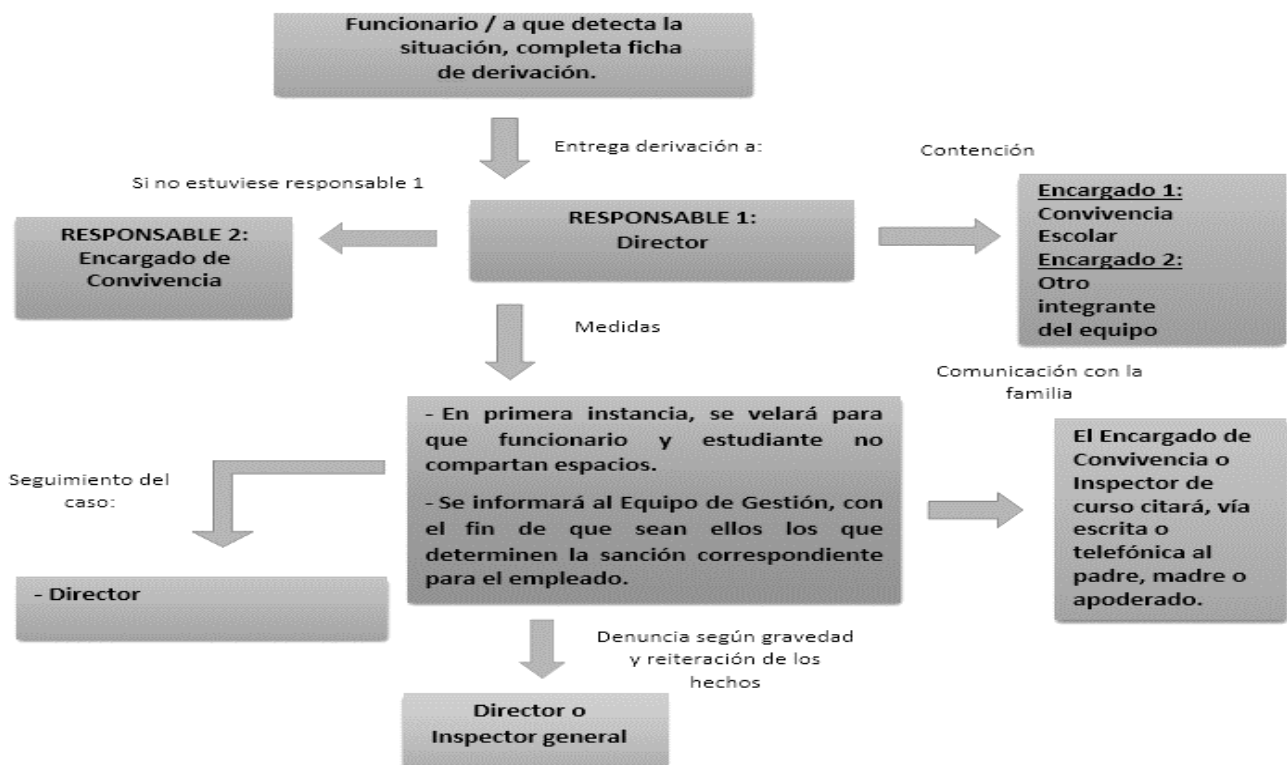 Funcionario / a que detecta la
situación, completa ficha
de derivación.
Entrega derivación a:
Contención
Si no estuviese responsable 1
RESPONSABLE 1:
Director
RESPONSABLE 2:
Encargado de
Convivencia
Encargado 1:
Convivencia
Escolar
Encargado 2:
Otro
integrante
del equipo
Medidas
Comunicación con la
familia
- En primera instancia, se velará para
que funcionario y estudiante no
compartan espacios.
- Se informará al Equipo de Gestión, con
el fin de que sean ellos los que
determinen la sanción correspondiente
para el empleado.
El Encargado de
Convivencia o
Inspector de
curso citará, vía
escrita o
telefónica al
padre, madre o
apoderado.
Seguimiento del
caso:
- Director
Denuncia según gravedad
y reiteración de los
hechos
Director o
Inspector general